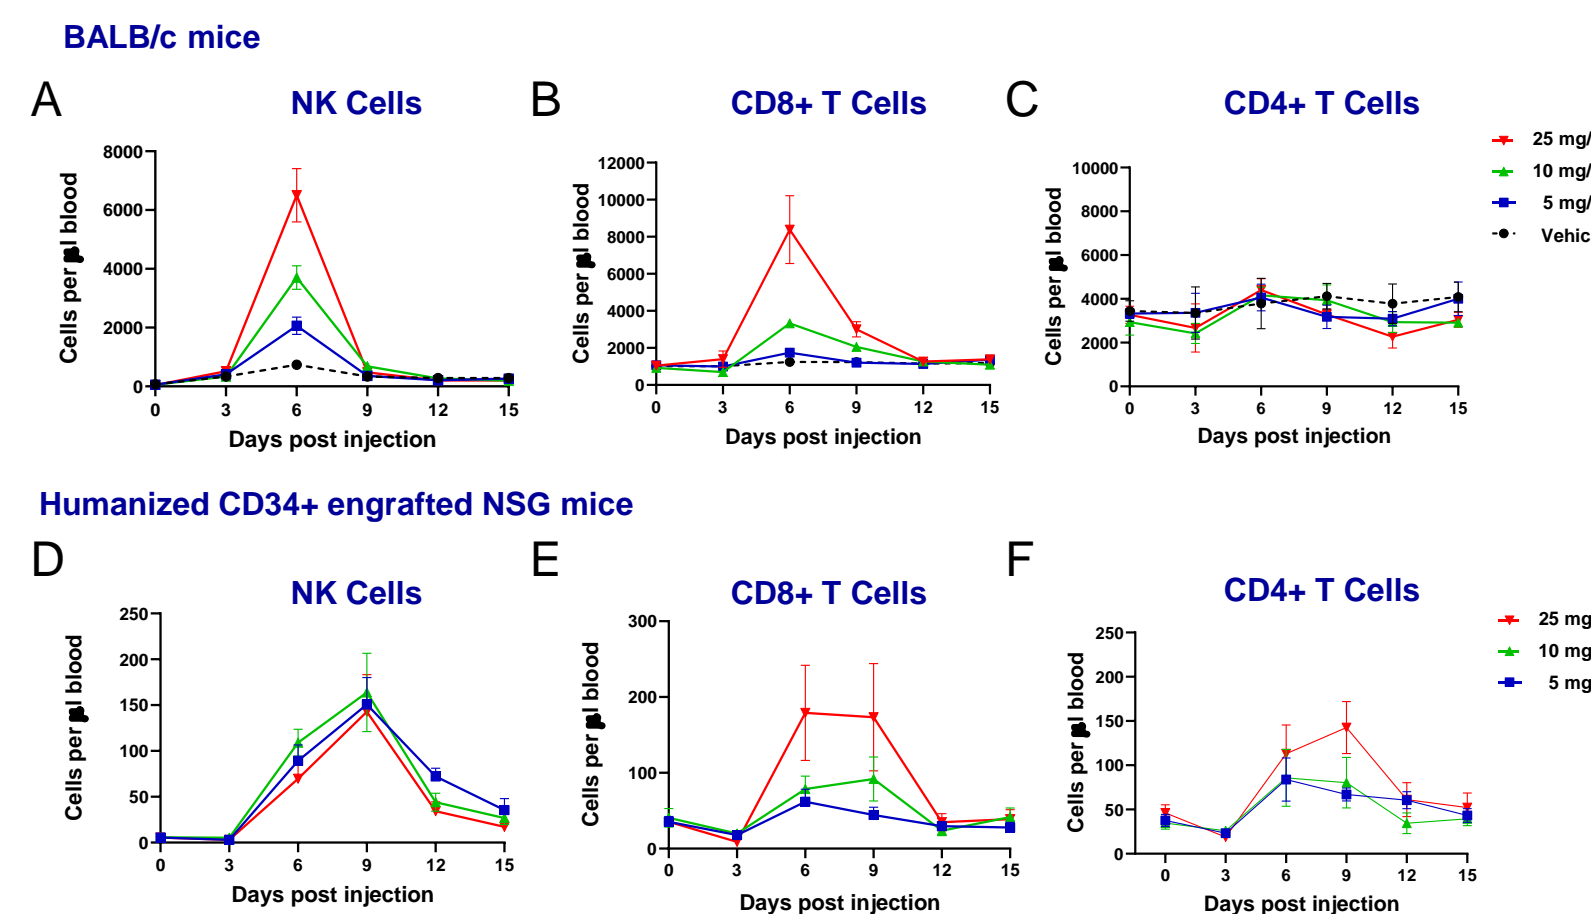 BALB/c mice
A
NK Cells
8000
6000
4000
2000
0
0 3 6 9 12 15
Days post injection
Cells per μl blood
B
CD8+ T Cells
12000
10000
8000
6000
4000
2000
0
0 3 6 9 12 15
Days post injection
Cells per μl blood
C
CD4+ T Cells
10000
8000
6000
4000
2000
0
0 3 6 9 12 15
Days post injection
Cells per μl blood
25 mg/
10 mg/
5 mg/
Vehic
Humanized CD34+ engrafted NSG mice
D
NK Cells
250
200
150
100
50
0
0 3 6 9 12 15
Days post injection
Cells per μl blood
E
CD8+ T Cells
300
200
100
0
0 3 6 9 12 15
Days post injection
Cells per μl blood
F
CD4+ T Cells
250
200
150
100
50
0
0 3 6 9 12 15
Days post injection
Cells per μl blood
25 mg
10 mg
5 mg